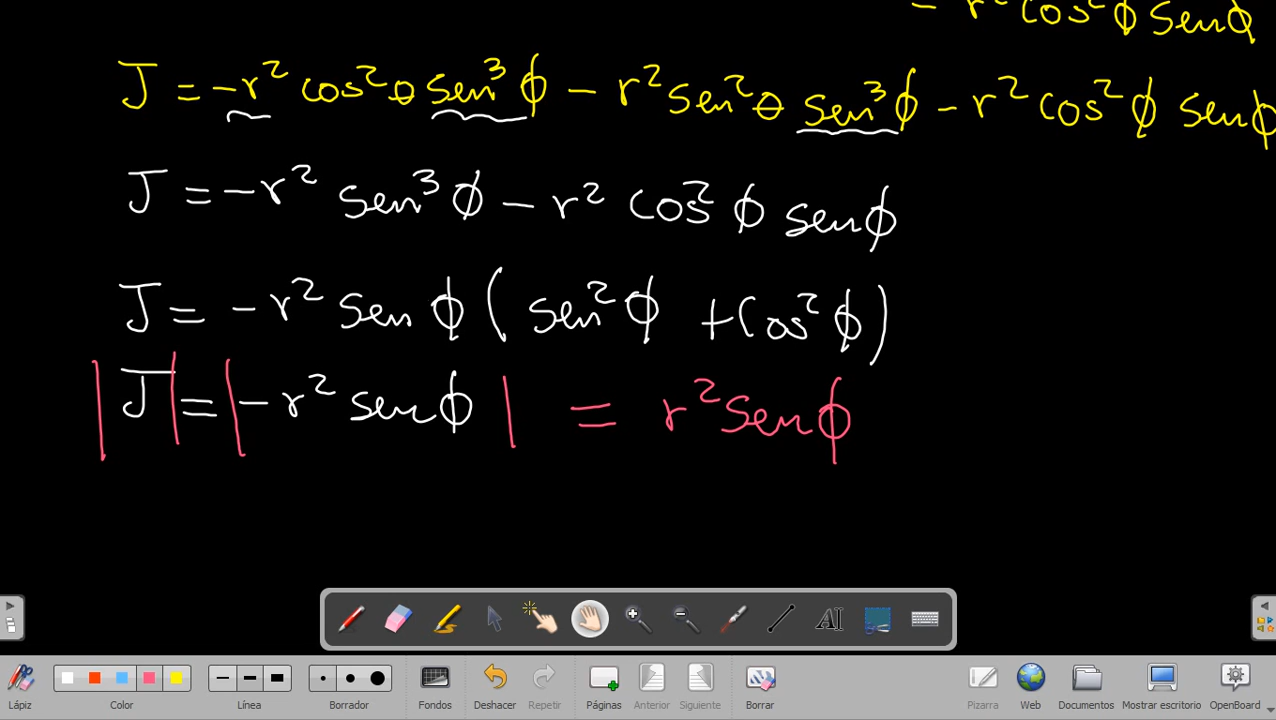 - r² cos² φ sen φ
J = -r² cos² θ sen³ φ - r² sen² θ sen³ φ - r² cos² φ sen φ
J = -r² sen³ φ - r² cos² φ sen φ
J = -r² sen φ ( sen² φ + cos² φ )
| J | = | -r² sen φ | = r² sen φ
Lápiz Color Línea Borrador Fondos Deshacer Repetir Páginas Anterior Siguiente Borrar Pizarra Web Documentos Mostrar escritorio OpenBoard